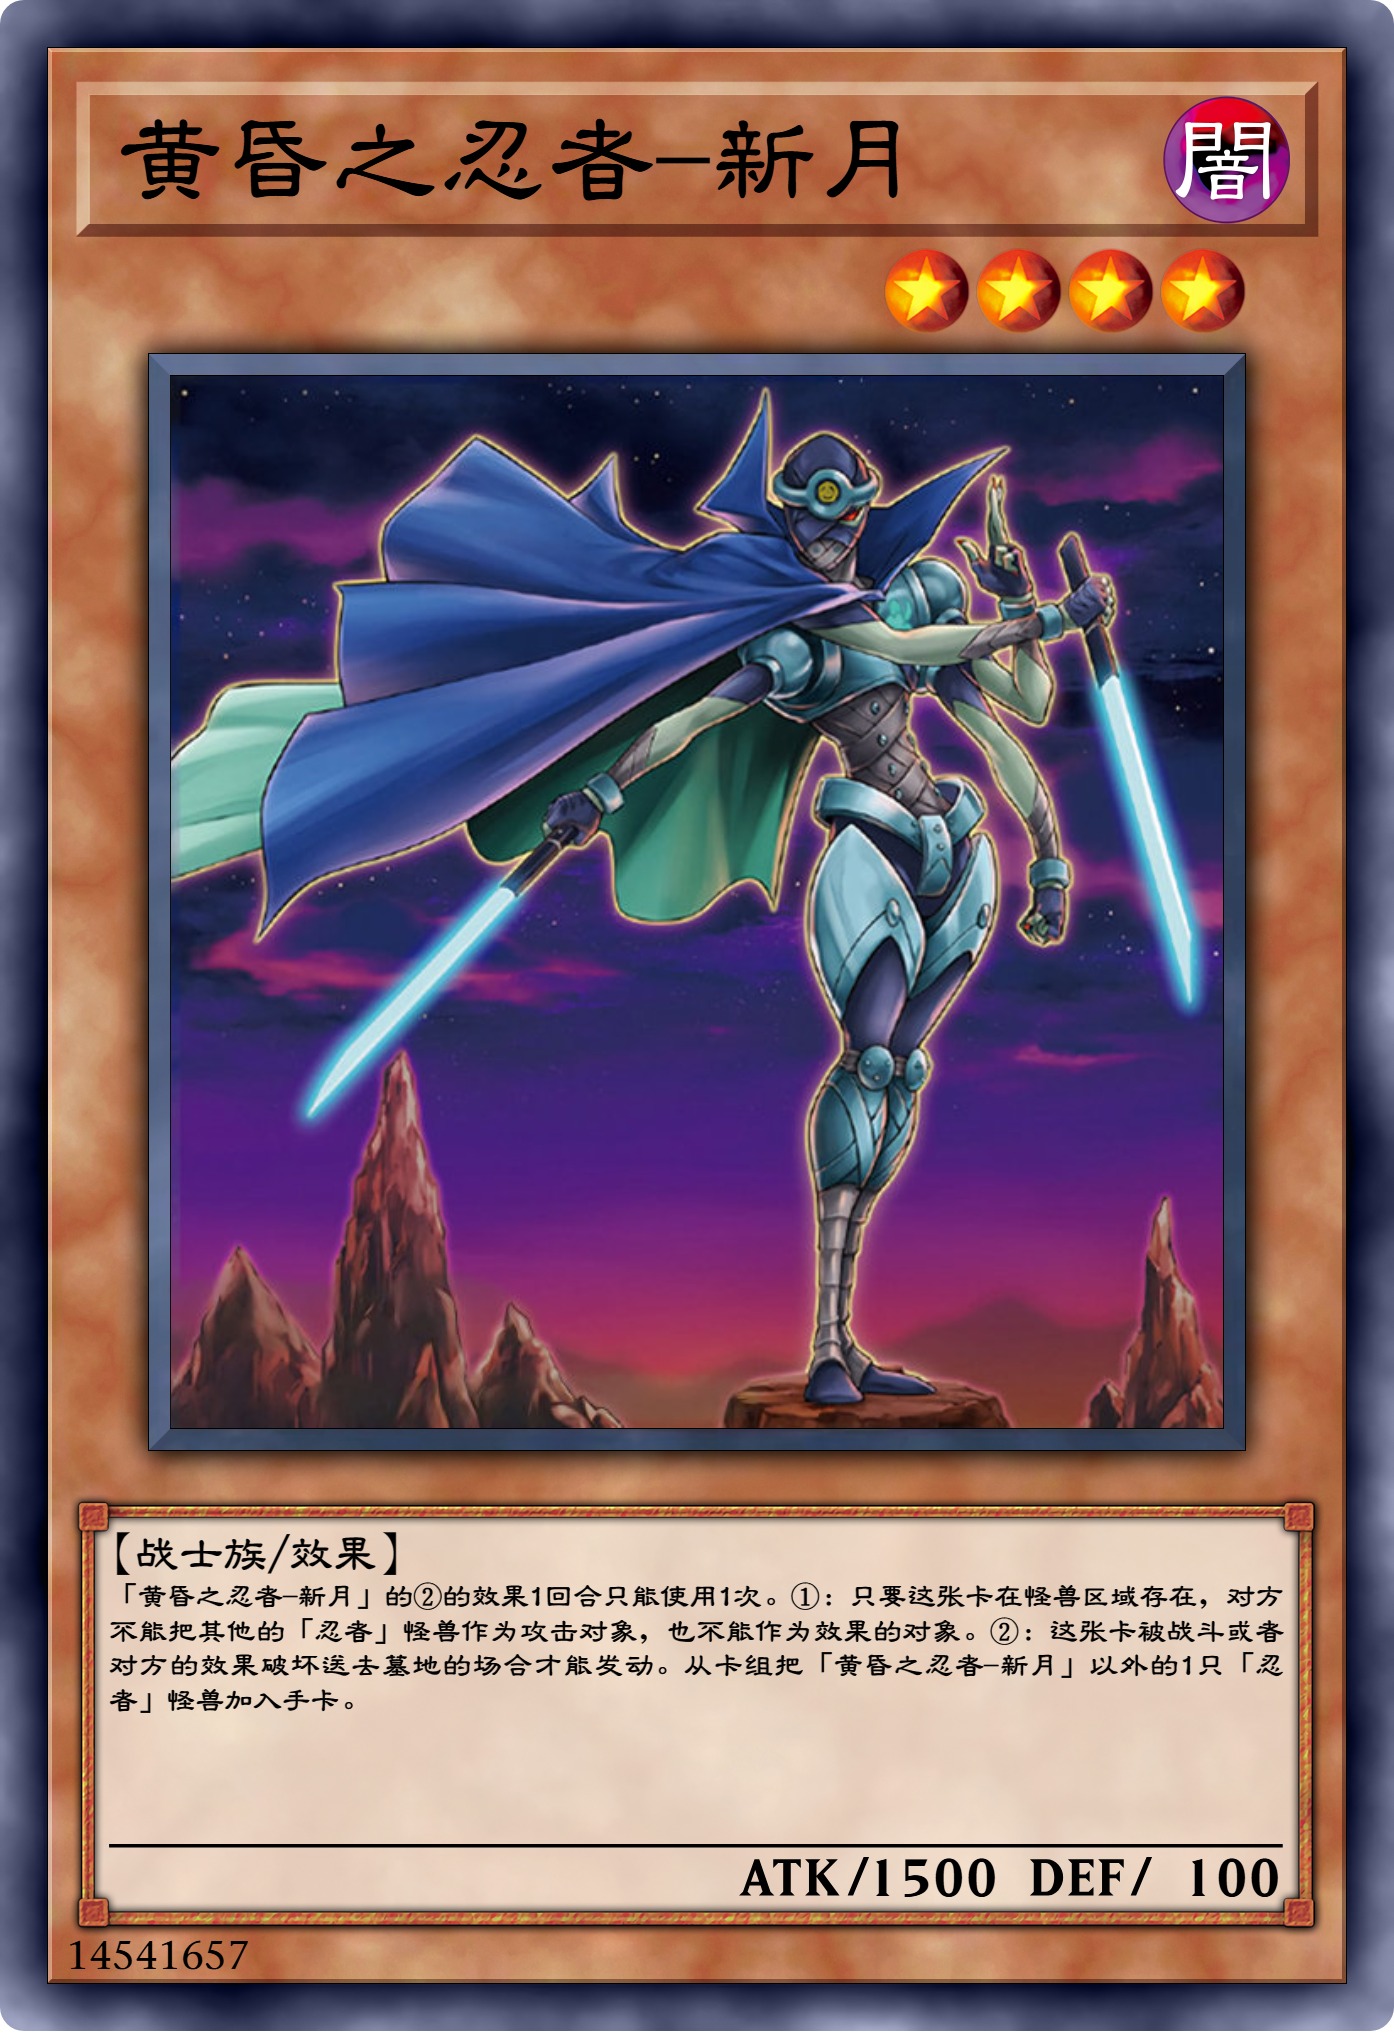 黄昏之忍者-新月
闇
【战士族/效果】
「黄昏之忍者-新月」的②的效果1回合只能使用1次。①：只要这张卡在怪兽区域存在，对方
不能把其他的「忍者」怪兽作为攻击对象，也不能作为效果的对象。②：这张卡被战斗或者
对方的效果破坏送去墓地的场合才能发动。从卡组把「黄昏之忍者-新月」以外的1只「忍
者」怪兽加入手卡。
ATK/1500 DEF/ 100
14541657